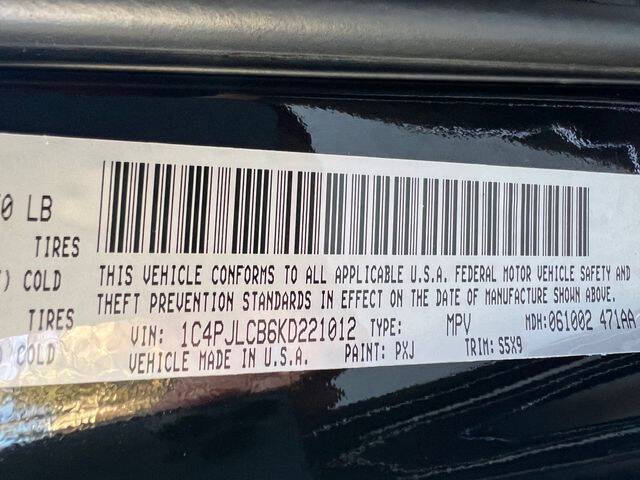 0 LB
TIRES
COLD
TIRES
COLD
THIS VEHICLE CONFORMS TO ALL APPLICABLE U.S.A. FEDERAL MOTOR VEHICLE SAFETY AND
THEFT PREVENTION STANDARDS IN EFFECT ON THE DATE OF MANUFACTURE SHOWN ABOVE.
VIN: 1C4PJLCB6KD221012 TYPE: MPV MDH:061002 471AA
VEHICLE MADE IN U.S.A. PAINT: PXJ TRIM: S5X9